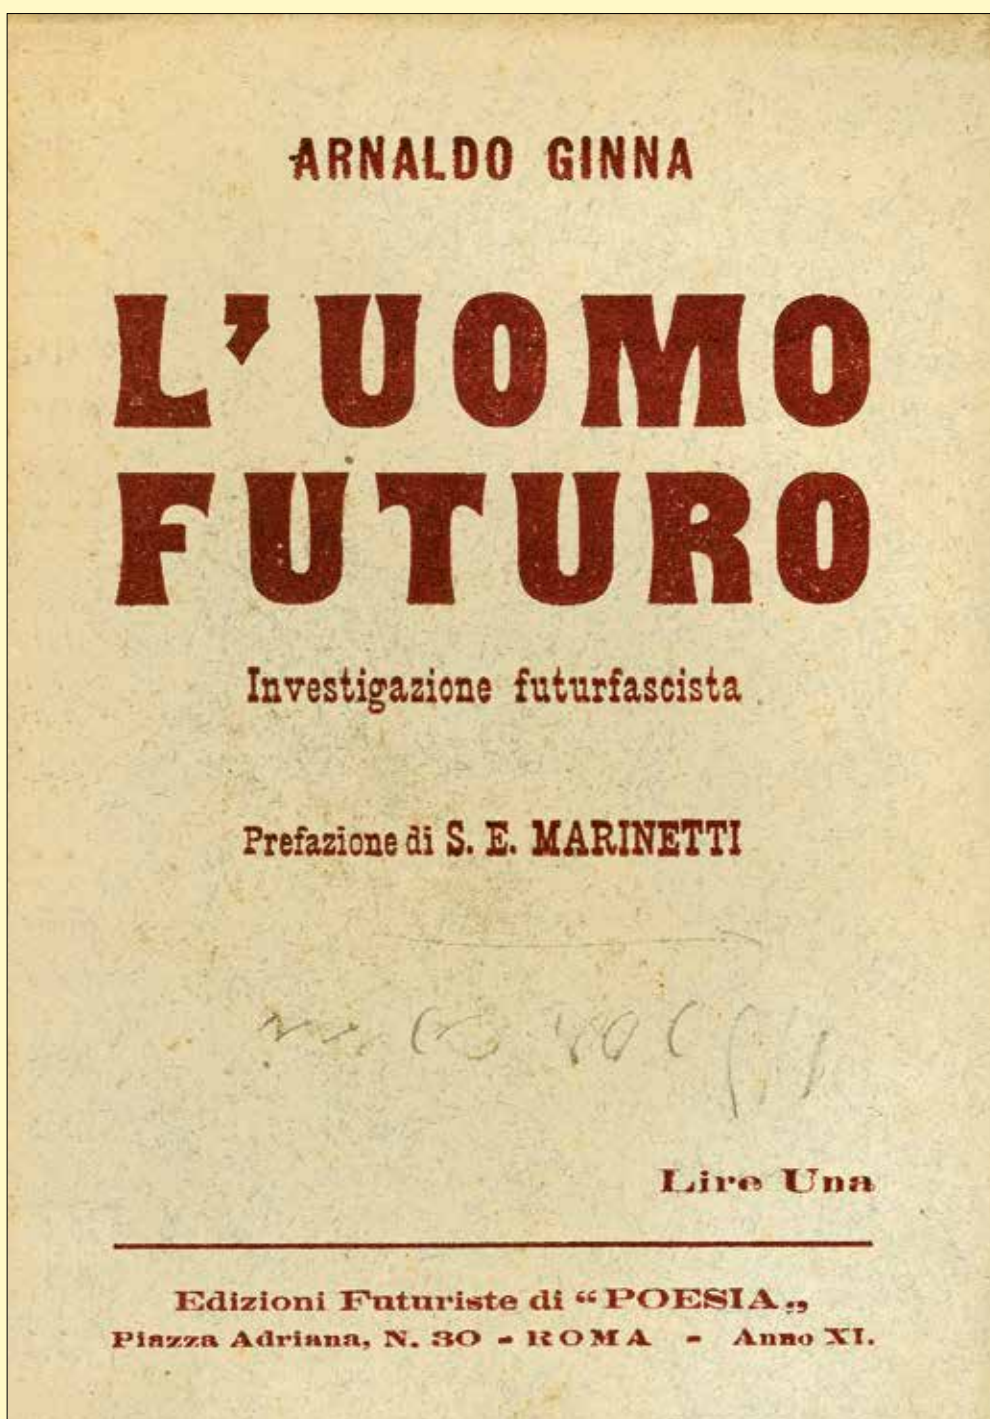 ARNALDO GINNA
L'UOMO
FUTURO
Investigazione futurfascista
Prefazione di S. E. MARINETTI
Lire Una
Edizioni Futuriste di “POESIA„
Piazza Adriana, N. 30 - ROMA - Anno XI.